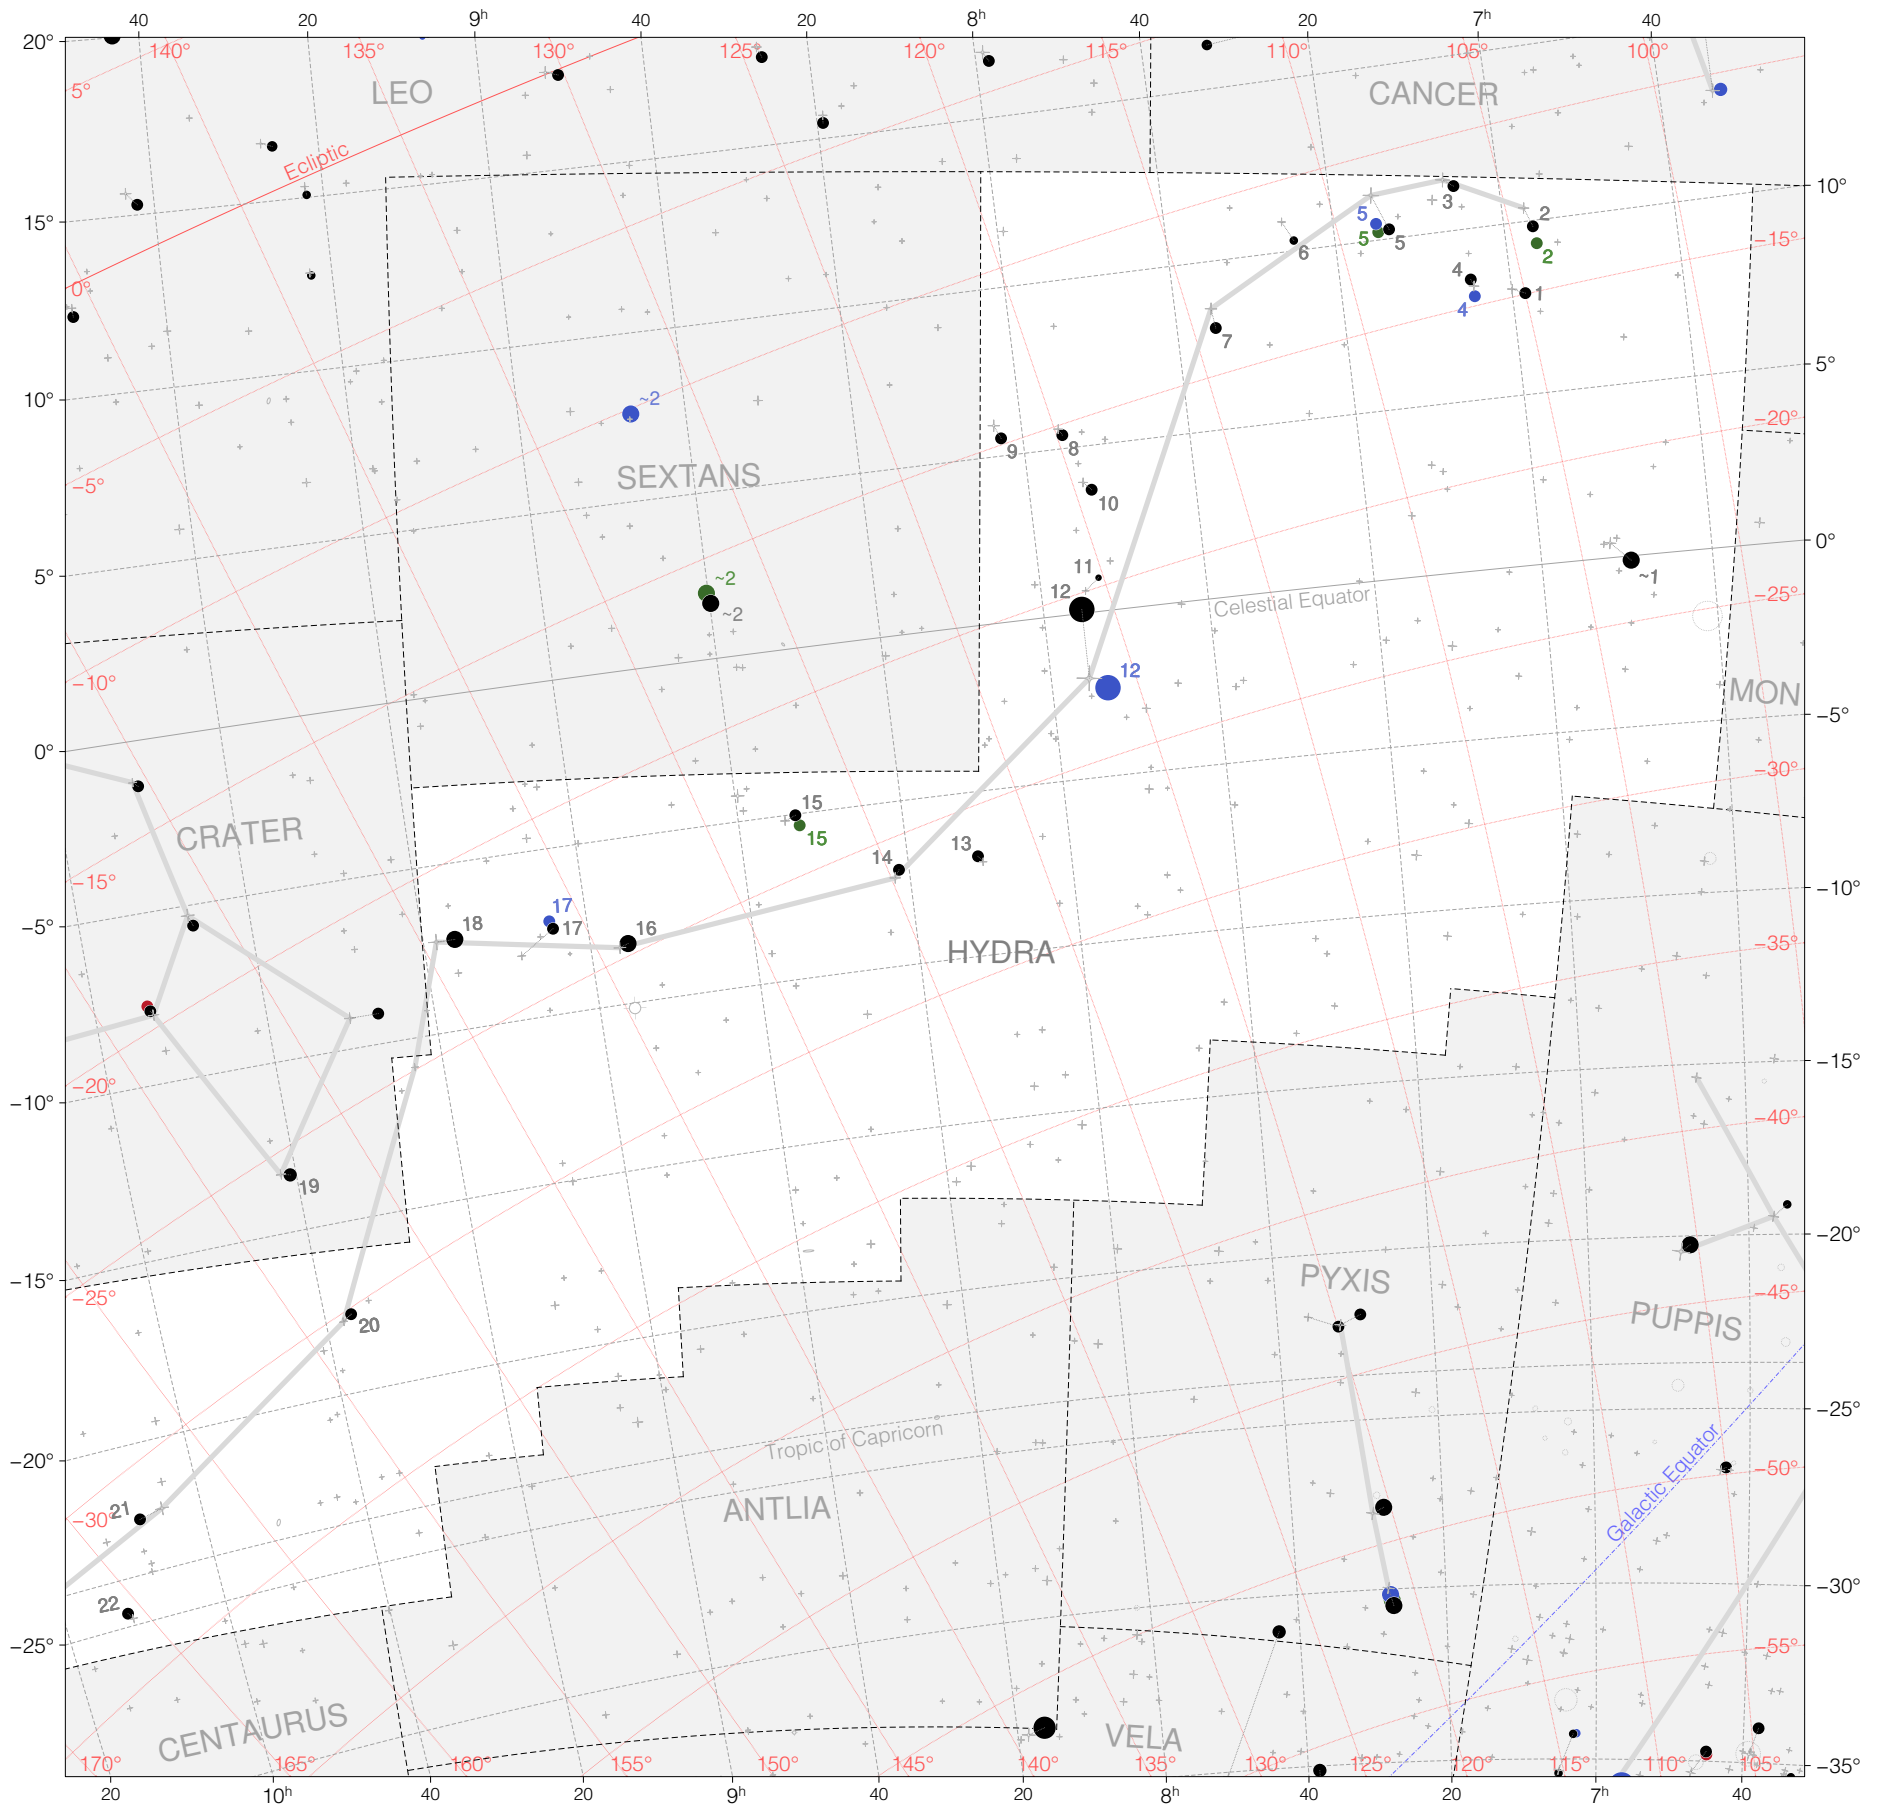 40 20 9h 40 20 8h 40 20 7h 40
20° 140° 135° 130° 125° 120° 115° 110° 105° 100°
5° LEO CANCER
Ecliptic
10°
15° 5 3 2 −15°
5 5 6 2
0° 4 1
4
7
5°
10° ~2 −20°
9 8
SEXTANS
−5° 10
0°
5° ~2 11 ~1
~2 12 −25°
Celestial Equator
−10° 12 MON
−5°
0° −30°
CRATER 15
15
14 13
−15° −10°
17
−5° 18 17 16 −35°
HYDRA
−15°
−20°
−10° −40°
19
−20°
−15° PYXIS −45°
−25° 20 PUPPIS
−25°
Tropic of Capricorn
−20° Galactic Equator −50°
21 ANTLIA
−30°
−30°
22
−25° −55°
CENTAURUS VELA
170° 165° 160° 155° 150° 145° 140° 135° 130° 125° 120° 115° 110° 105° −35°
20 10h 40 20 9h 40 20 8h 40 20 7h 40